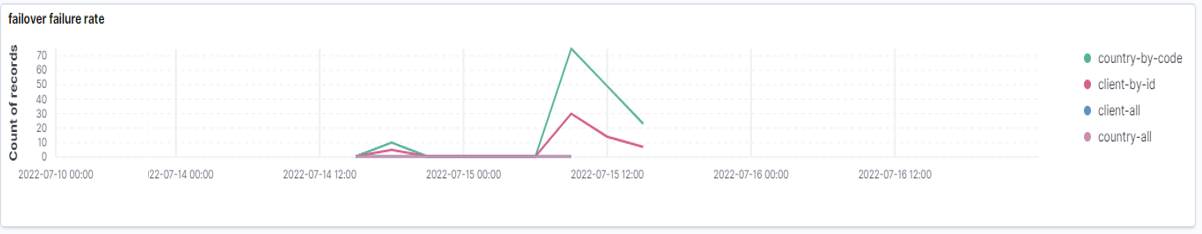 failover failure rate
Count of records
70
60
50
40
30
20
10
0
2022-07-10 00:00
22-07-14 00:00
2022-07-14 12:00
2022-07-15 00:00
2022-07-15 12:00
2022-07-16 00:00
2022-07-16 12:00
country-by-code
client-by-id
client-all
country-all